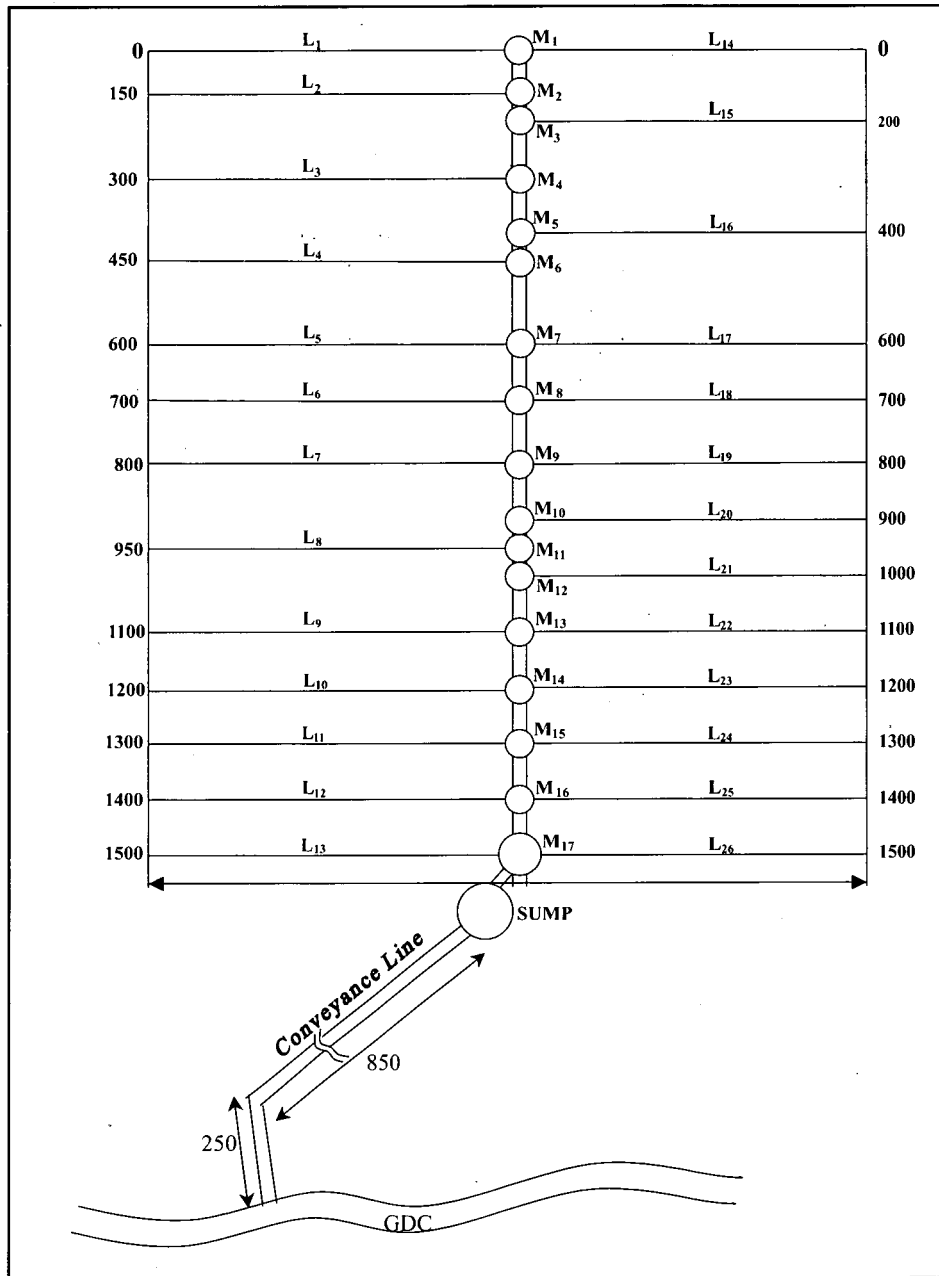 L₁ M₁ L₁₄
0 0
L₂ M₂
150
L₁₅
M₃ 200
L₃ M₄
300
M₅ L₁₆
400
L₄ M₆
450
L₅ M₇ L₁₇
600 600
L₆ M₈ L₁₈
700 700
L₇ M₉ L₁₉
800 800
M₁₀ L₂₀
900
L₈ M₁₁
950
L₂₁
M₁₂ 1000
L₉ M₁₃ L₂₂
1100 1100
L₁₀ M₁₄ L₂₃
1200 1200
L₁₁ M₁₅ L₂₄
1300 1300
L₁₂ M₁₆ L₂₅
1400 1400
L₁₃ M₁₇ L₂₆
1500 1500
SUMP
Conveyance Line
850
250
GDC